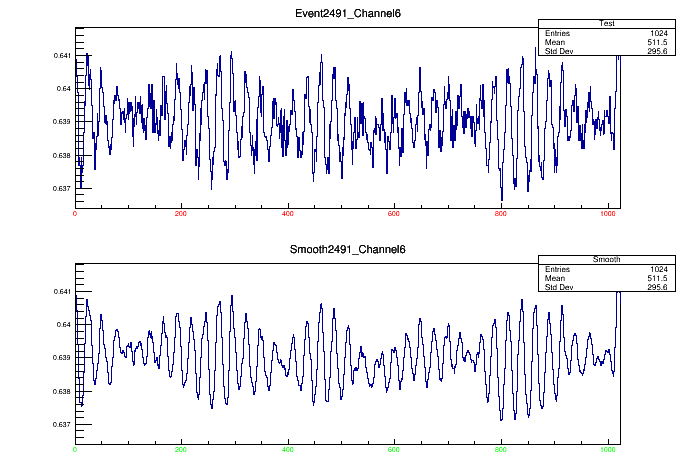 Event2491_Channel6
Test
Entries 1024
Mean 511.5
Std Dev 295.6
0.641
0.64
0.639
0.638
0.637
0 200 400 600 800 1000
Smooth2491_Channel6
Smooth
Entries 1024
Mean 511.5
Std Dev 295.6
0.641
0.64
0.639
0.638
0.637
0 200 400 600 800 1000